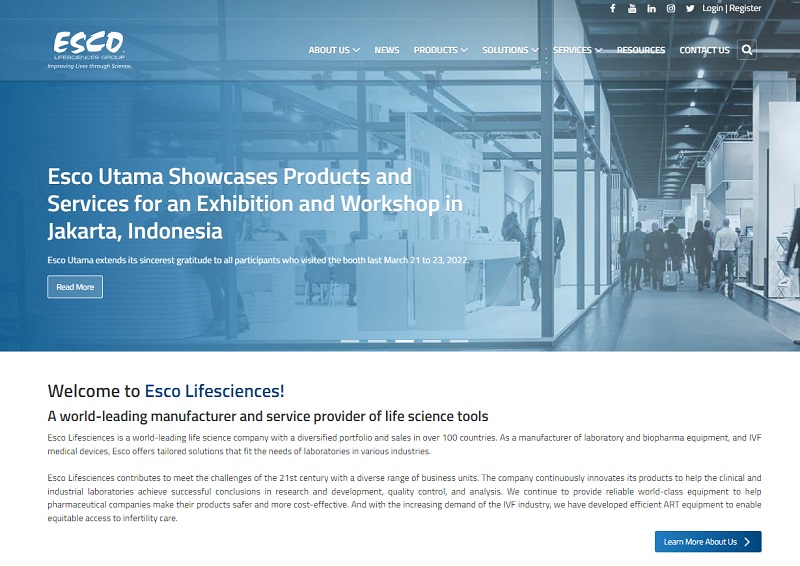 Login | Register
ESCO
LIFESCIENCES GROUP
Improving Lives through Science.
ABOUT US
NEWS
PRODUCTS
SOLUTIONS
SERVICES
RESOURCES
CONTACT US
Esco Utama Showcases Products and
Services for an Exhibition and Workshop in
Jakarta, Indonesia
Esco Utama extends its sincerest gratitude to all participants who visited the booth last March 21 to 23, 2022.
Read More
Welcome to Esco Lifesciences!
A world-leading manufacturer and service provider of life science tools
Esco Lifesciences is a world-leading life science company with a diversified portfolio and sales in over 100 countries. As a manufacturer of laboratory and biopharma equipment, and IVF
medical devices, Esco offers tailored solutions that fit the needs of laboratories in various industries.
Esco Lifesciences contributes to meet the challenges of the 21st century with a diverse range of business units. The company continuously innovates its products to help the clinical and
industrial laboratories achieve successful conclusions in research and development, quality control, and analysis. We continue to provide reliable world-class equipment to help
pharmaceutical companies make their products safer and more cost-effective. And with the increasing demand of the IVF industry, we have developed efficient ART equipment to enable
equitable access to infertility care.
Learn More About Us